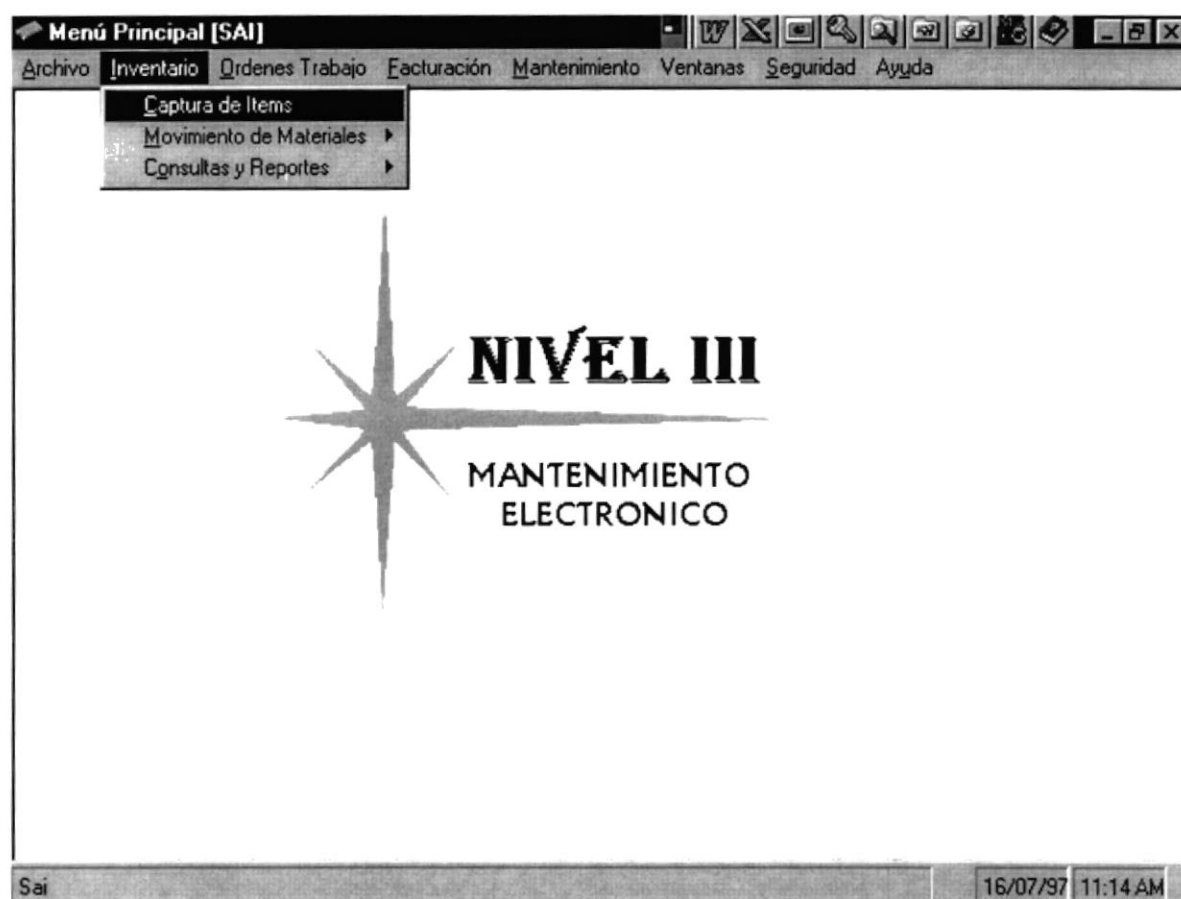 Menú Principal [SAI]
Archivo Inventario Ordenes Trabajo Facturación Mantenimiento Ventanas Seguridad Ayuda
Captura de Items
Movimiento de Materiales
Consultas y Reportes
NIVEL III
MANTENIMIENTO
ELECTRONICO
Sai 16/07/97 11:14 AM